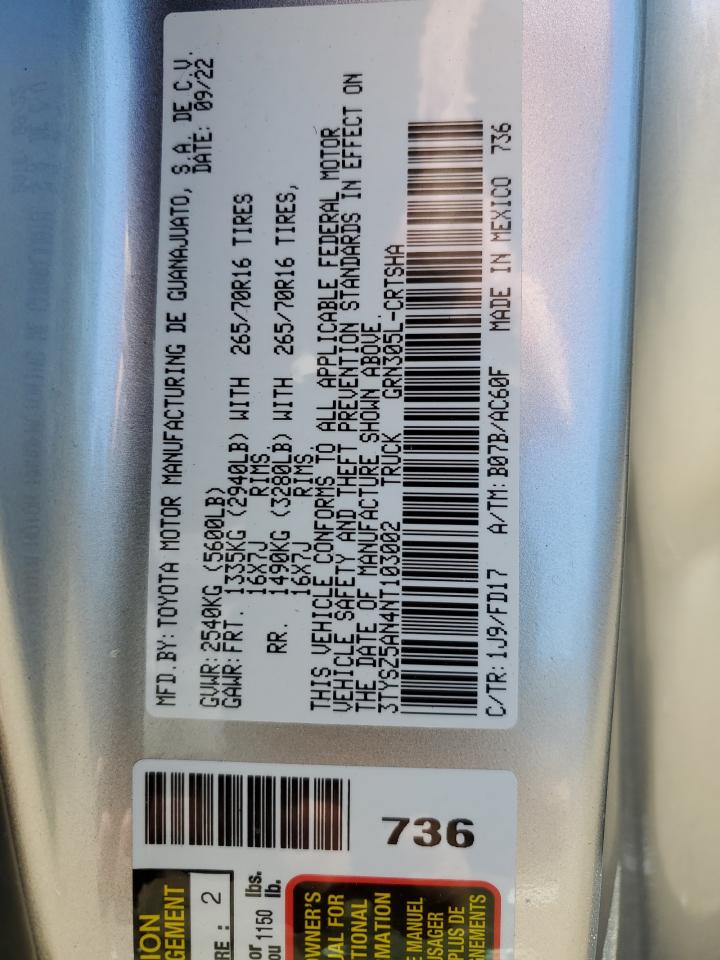 MFD.BY: TOYOTA MOTOR MANUFACTURING DE GUANAJUATO, S.A. DE C.V.
DATE: 09/22
GVWR: 2540KG (5600LB)
GAWR: FRT. 1335KG (2940LB) WITH 265/70R16 TIRES
16X7J RIMS,
RR. 1490KG (3280LB) WITH 265/70R16 TIRES,
16X7J RIMS.
THIS VEHICLE CONFORMS TO ALL APPLICABLE FEDERAL MOTOR
VEHICLE SAFETY AND THEFT PREVENTION STANDARDS IN EFFECT ON
THE DATE OF MANUFACTURE SHOWN ABOVE.
3TYSZ5AN4NT103002 TRUCK GRN305L-CRTSHA
C/TR: 1J9/FD17 A/TM: B07B/AC60F MADE IN MEXICO 736
736
2
1150 lbs.
ou lb.